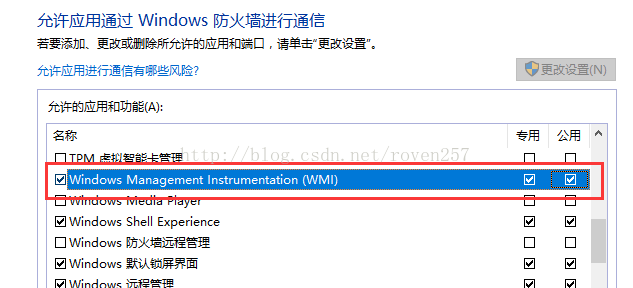 允许应用通过 Windows 防火墙进行通信
若要添加、更改或删除所允许的应用和端口，请单击“更改设置”。
允许应用进行通信有哪些风险?
更改设置(N)
允许的应用和功能(A):
名称 专用 公用
TPM 虚拟智能卡管理
http://blog.csdn.net/roven257
Windows Management Instrumentation (WMI)
Windows Media Player
Windows Shell Experience
Windows 防火墙远程管理
Windows 默认锁屏界面
Windows 远程管理